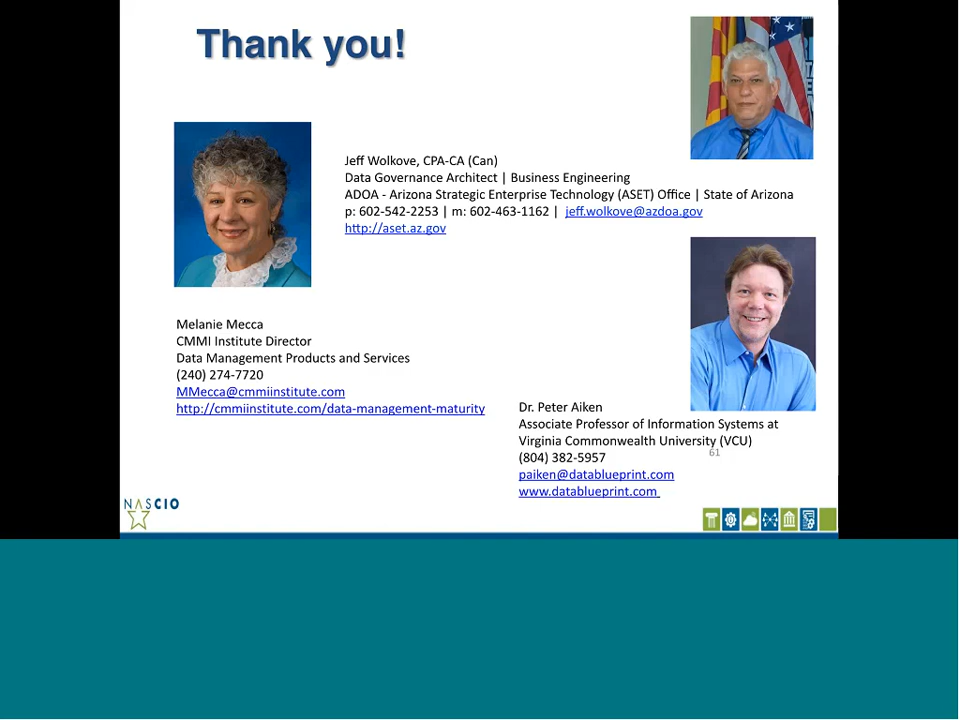 Thank you!
Jeff Wolkove, CPA-CA (Can)
Data Governance Architect | Business Engineering
ADOA - Arizona Strategic Enterprise Technology (ASET) Office | State of Arizona
p: 602-542-2253 | m: 602-463-1162 | jeff.wolkove@azdoa.gov
http://aset.az.gov
Melanie Mecca
CMMI Institute Director
Data Management Products and Services
(240) 274-7720
MMecca@cmmiinstitute.com
http://cmmiinstitute.com/data-management-maturity
Dr. Peter Aiken
Associate Professor of Information Systems at
Virginia Commonwealth University (VCU)
(804) 382-5957
paiken@datablueprint.com
www.datablueprint.com
61
NASCIO